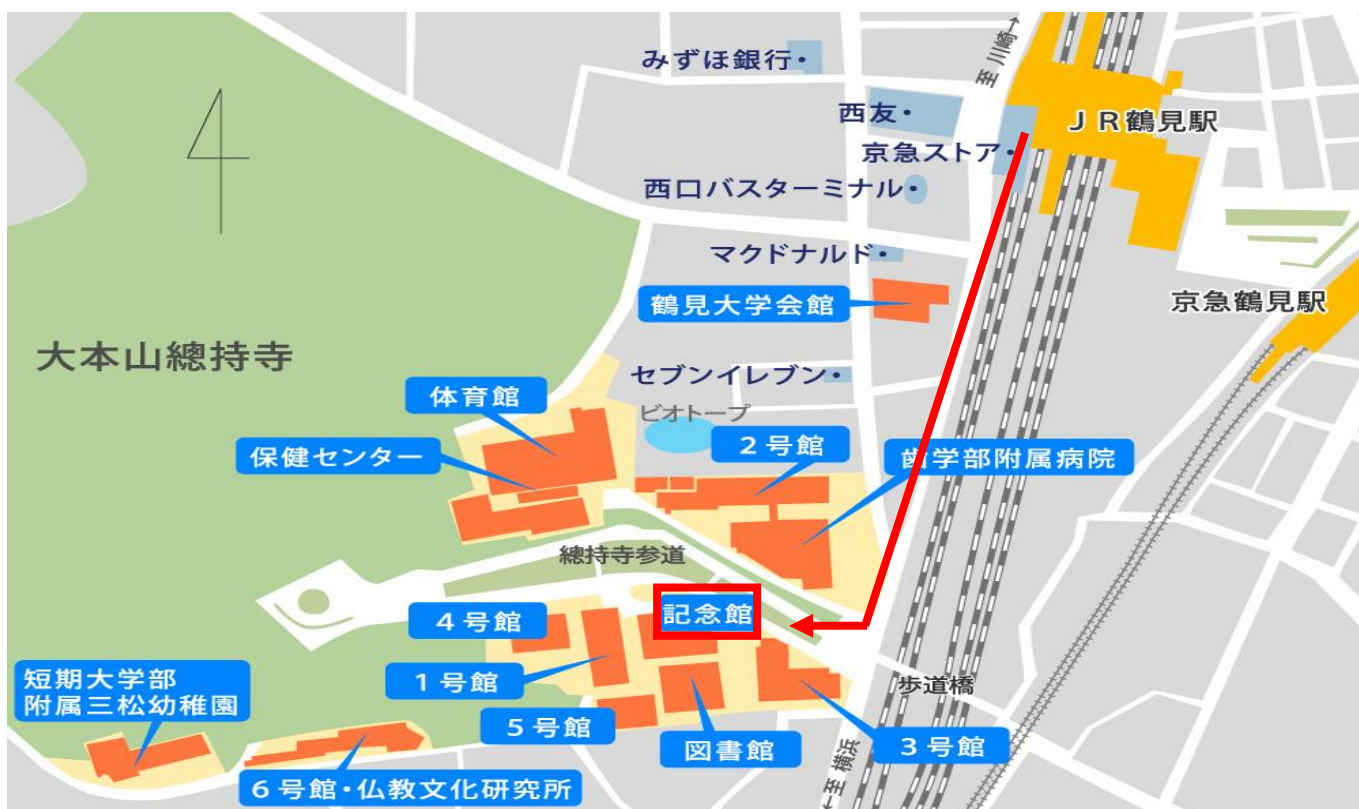 至 川崎→
みずほ銀行・
西友・
JR鶴見駅
京急ストア・
西口バスターミナル・
マクドナルド・
鶴見大学会館
京急鶴見駅
大本山總持寺
セブンイレブン・
体育館
ビオトープ
保健センター
2号館
歯学部附属病院
總持寺参道
記念館
4号館
1号館
短期大学部
附属三松幼稚園
歩道橋
5号館
図書館
3号館
←至 横浜
6号館・仏教文化研究所